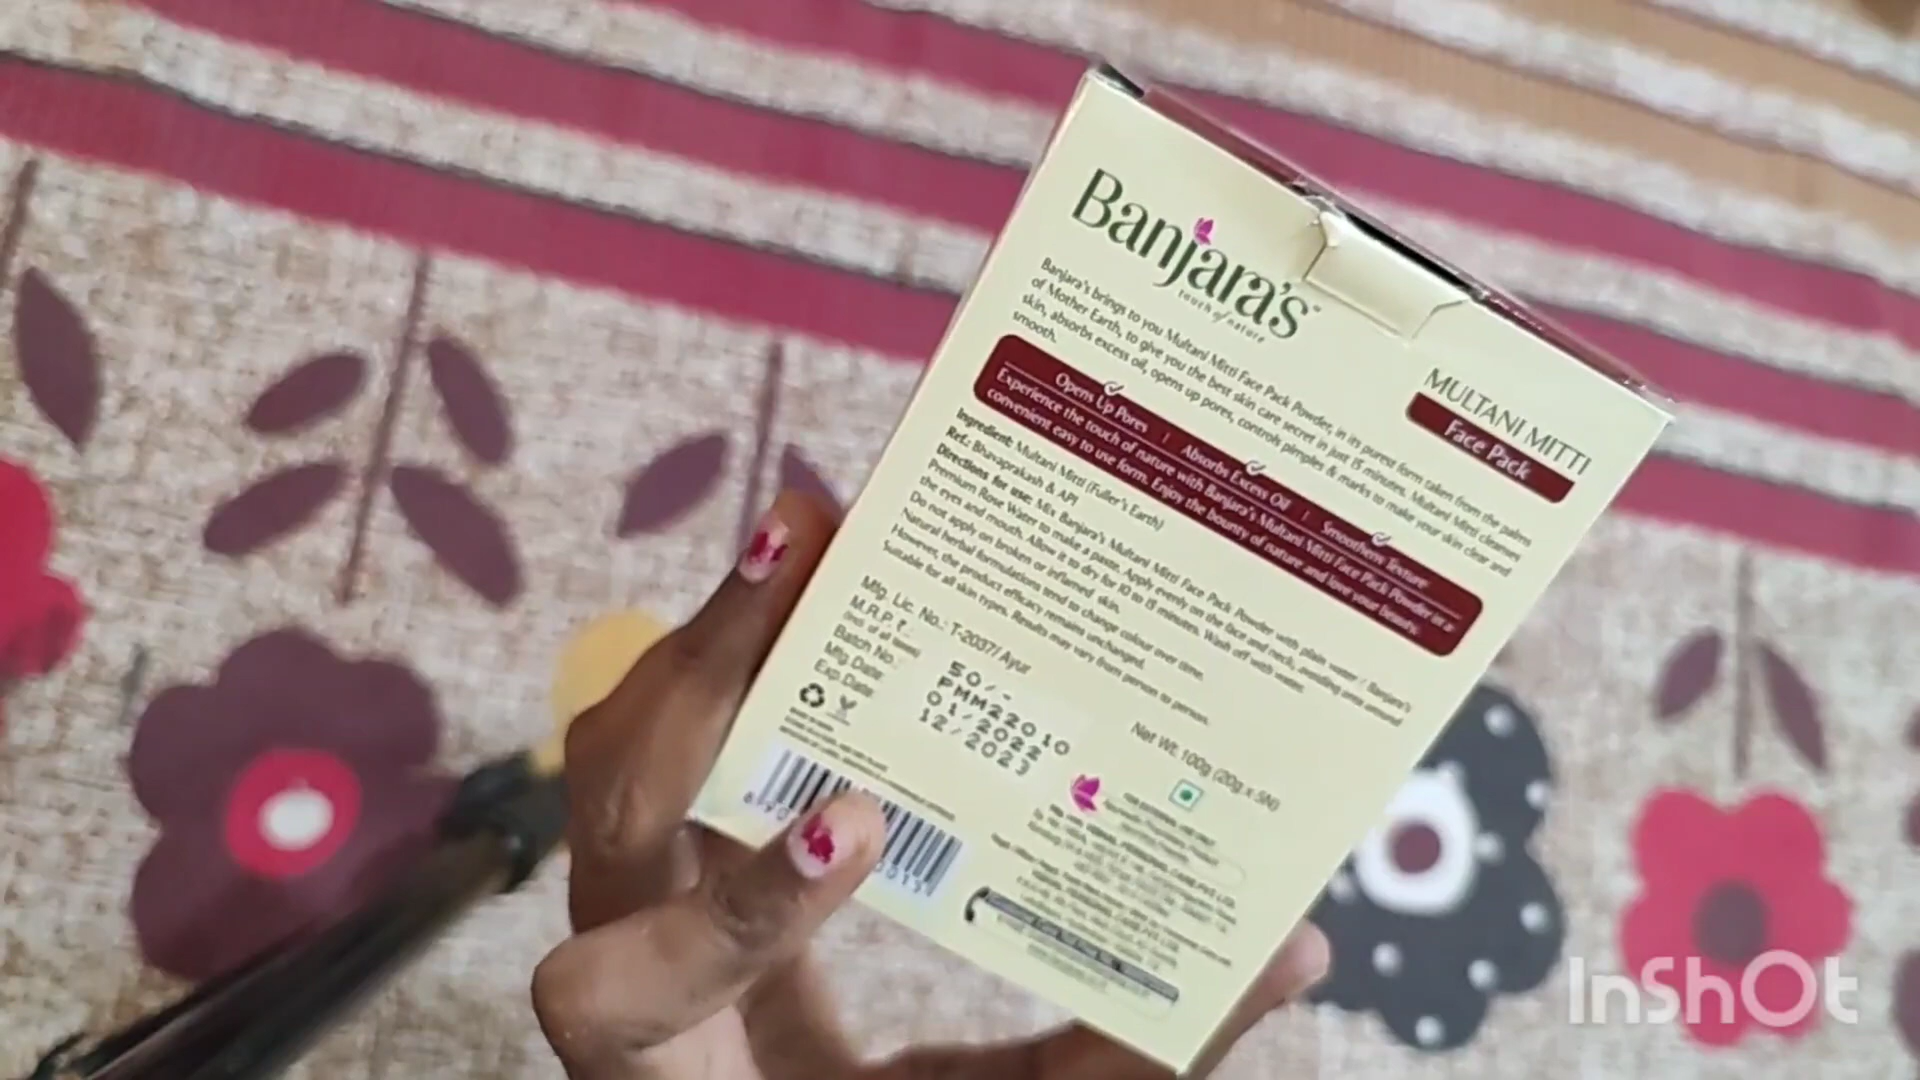 Banjara's
touch of nature
MULTANI MITTI
Face Pack
Banjara's brings to you Multani Mitti Face Pack Powder, in its purest form taken from the palms
of Mother Earth, to give you the best skin care secret in just 15 minutes. Multani Mitti cleanses
skin, absorbs excess oil, opens up pores, controls pimples & marks to make your skin clear and
smooth.
Opens Up Pores | Absorbs Excess Oil | Smoothens Texture
Experience the touch of nature with Banjara's Multani Mitti Face Pack Powder in a
convenient easy to use form. Enjoy the bounty of nature and love your beauty.
Ingredient: Multani Mitti (Fuller's Earth)
Ref.: Bhavaprakash & API
Directions for use: Mix Banjara's Multani Mitti Face Pack Powder with plain water / Banjara's
Premium Rose Water to make a paste. Apply evenly on the face and neck, avoiding area around
the eyes and mouth. Allow it to dry for 10 to 15 minutes. Wash off with water.
Do not apply on broken or inflammed skin.
Natural herbal formulations tend to change colour over time.
However, the product efficacy remains unchanged.
Suitable for all skin types. Results may vary from person to person.
Mfg. Lic. No.: T-2037/ Ayur
M.R.P. ₹ : 50/-
(Incl. of all taxes)
Batch No.: PMM22010
Mfg Date: 01/2022
Exp. Date: 12/2023
Net Wt. 100g (20g x 5N)
InShOt